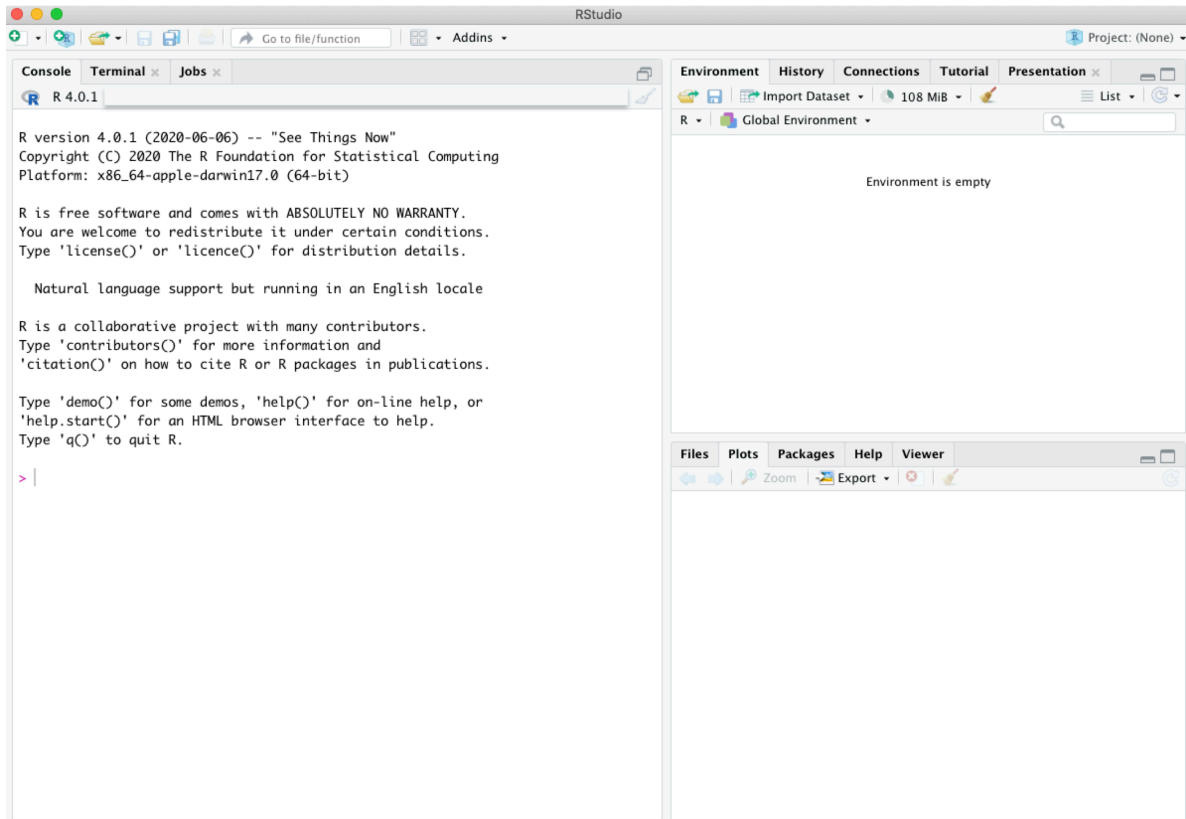 RStudio
Go to file/function
Addins
Project: (None)
Console Terminal Jobs
R 4.0.1
R version 4.0.1 (2020-06-06) -- "See Things Now"
Copyright (C) 2020 The R Foundation for Statistical Computing
Platform: x86_64-apple-darwin17.0 (64-bit)
R is free software and comes with ABSOLUTELY NO WARRANTY.
You are welcome to redistribute it under certain conditions.
Type 'license()' or 'licence()' for distribution details.
Natural language support but running in an English locale
R is a collaborative project with many contributors.
Type 'contributors()' for more information and
'citation()' on how to cite R or R packages in publications.
Type 'demo()' for some demos, 'help()' for on-line help, or
'help.start()' for an HTML browser interface to help.
Type 'q()' to quit R.
>
Environment History Connections Tutorial Presentation
Import Dataset 108 MiB List
R Global Environment
Environment is empty
Files Plots Packages Help Viewer
Zoom Export